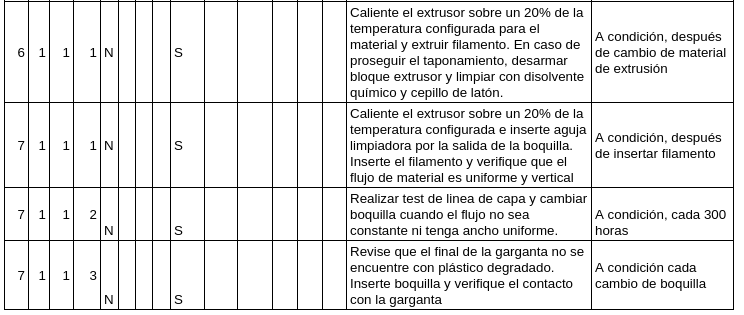 Caliente el extrusor sobre un 20% de la
temperatura configurada para el
material y extruir filamento. En caso de
proseguir el taponamiento, desarmar
bloque extrusor y limpiar con disolvente
químico y cepillo de latón.
6 1 1 1 N S
A condición, después
de cambio de material
de extrusión
7 1 1 1 N S
Caliente el extrusor sobre un 20% de la
temperatura configurada e inserte aguja
limpiadora por la salida de la boquilla.
Inserte el filamento y verifique que el
flujo de material es uniforme y vertical
A condición, después
de insertar filamento
7 1 1 2 N S
Realizar test de linea de capa y cambiar
boquilla cuando el flujo no sea
constante ni tenga ancho uniforme.
A condición, cada 300
horas
7 1 1 3 N S
Revise que el final de la garganta no se
encuentre con plástico degradado.
Inserte boquilla y verifique el contacto
con la garganta
A condición cada
cambio de boquilla